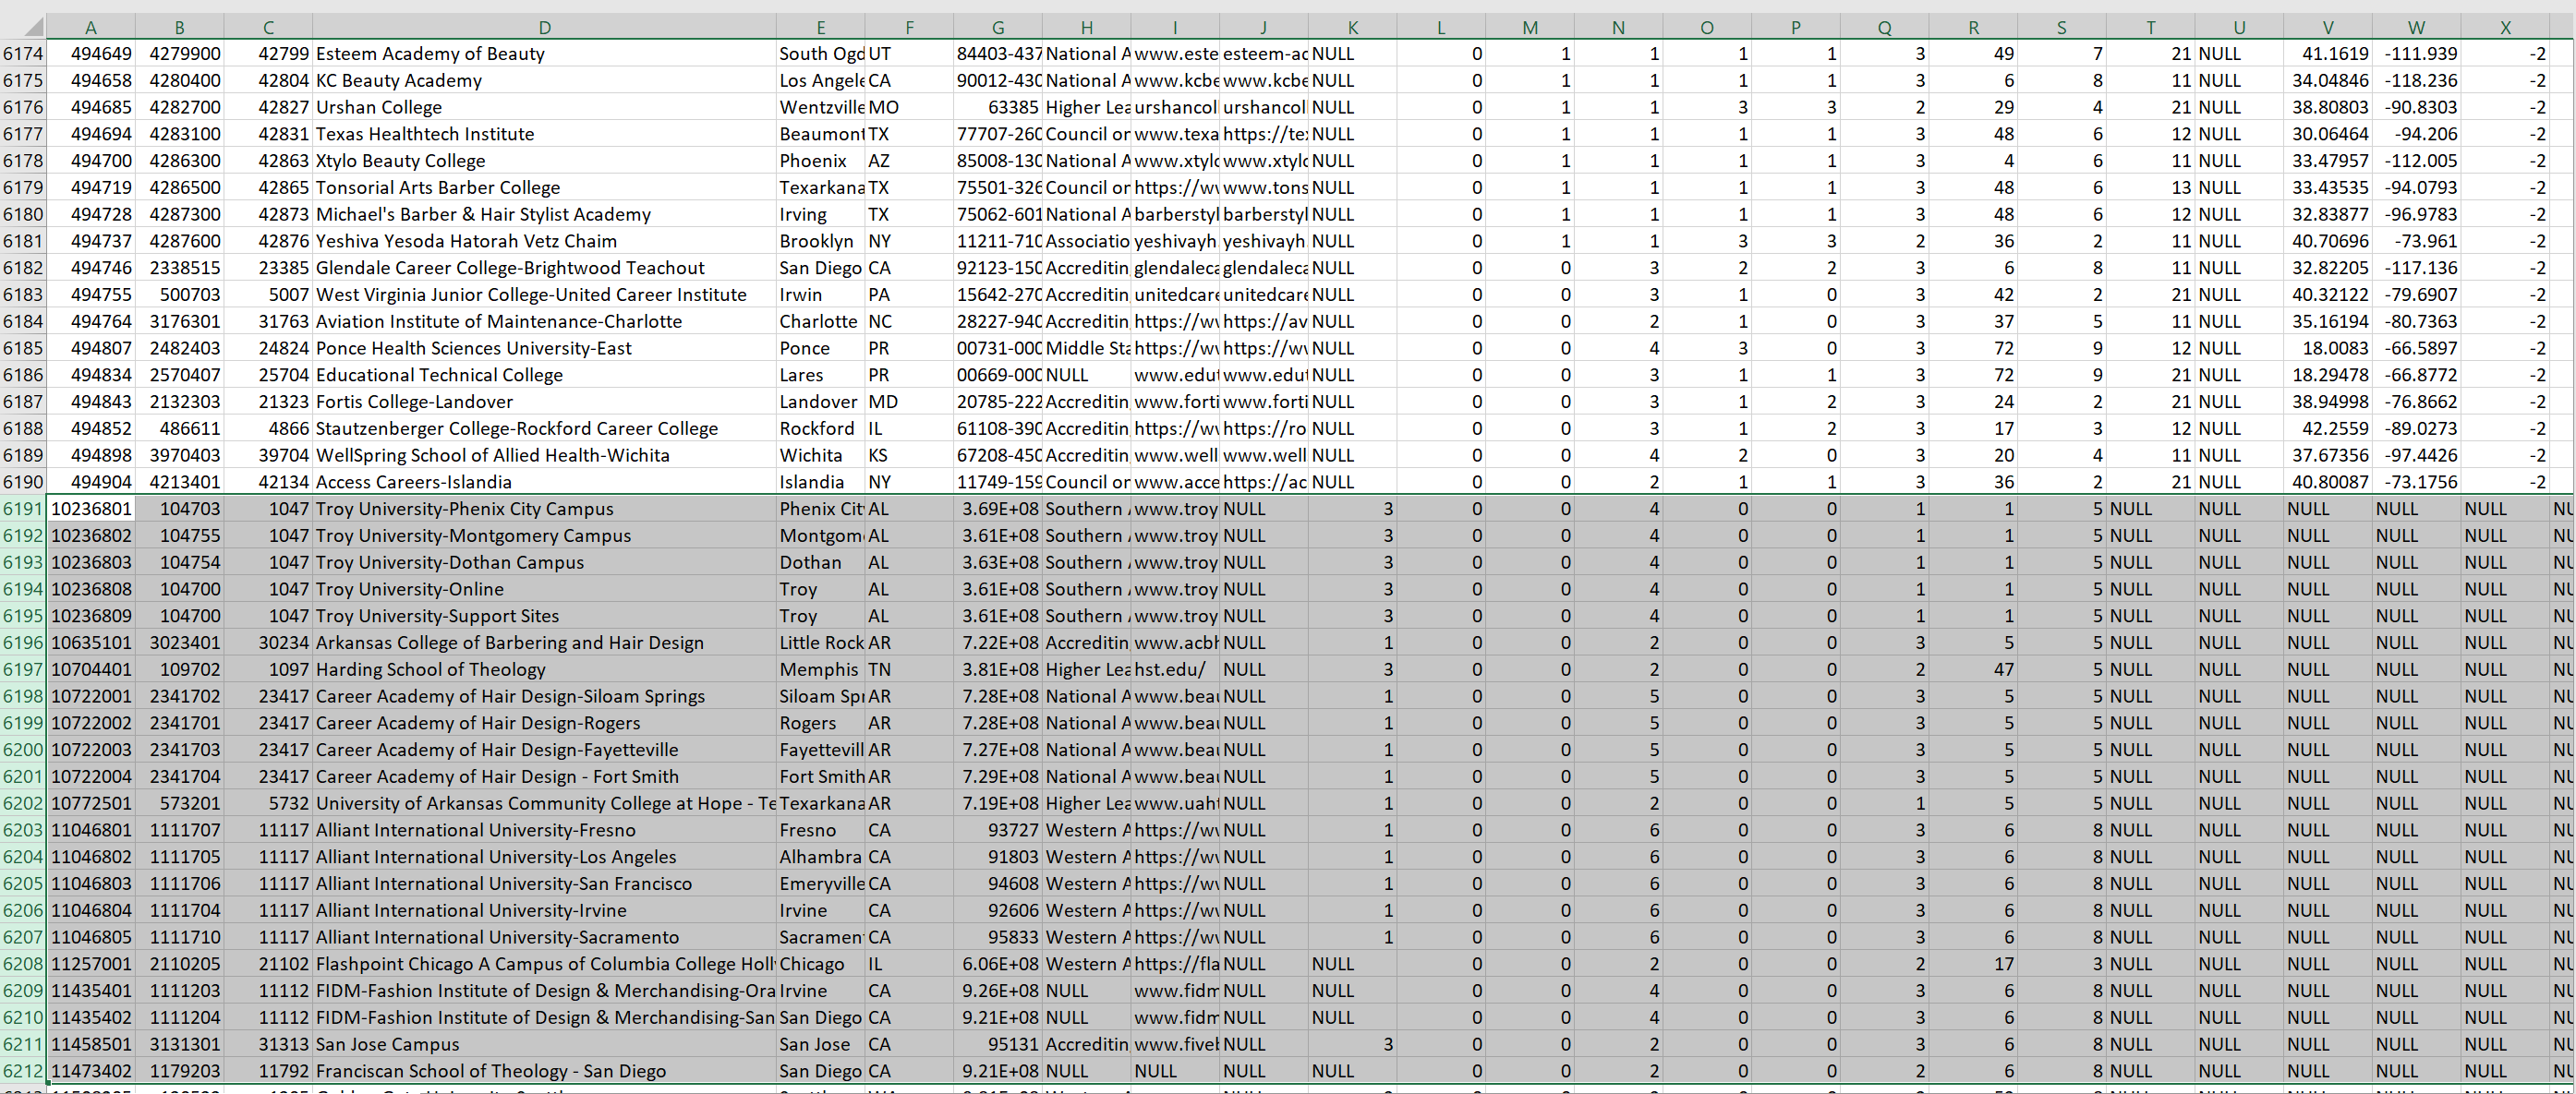 A B C D E F G H I J K L M N O P Q R S T U V W X
6174 494649 4279900 42799 Esteem Academy of Beauty South Ogd UT 84403-437 National A www.este esteem-ac NULL 0 1 1 1 1 3 49 7 21 NULL 41.1619 -111.939 -2
6175 494658 4280400 42804 KC Beauty Academy Los Angele CA 90012-430 National A www.kcbe www.kcbe NULL 0 1 1 1 1 3 6 8 11 NULL 34.04846 -118.236 -2
6176 494685 4282700 42827 Urshan College Wentzville MO 63385 Higher Lea urshancol urshancol NULL 0 1 1 3 3 2 29 4 21 NULL 38.80803 -90.8303 -2
6177 494694 4283100 42831 Texas Healthtech Institute Beaumont TX 77707-260 Council or www.texa https://te NULL 0 1 1 1 1 3 48 6 12 NULL 30.06464 -94.206 -2
6178 494700 4286300 42863 Xtylo Beauty College Phoenix AZ 85008-130 National A www.xtylo www.xtylo NULL 0 1 1 1 1 3 4 6 11 NULL 33.47957 -112.005 -2
6179 494719 4286500 42865 Tonsorial Arts Barber College Texarkana TX 75501-326 Council or https://w www.tons NULL 0 1 1 1 1 3 48 6 13 NULL 33.43535 -94.0793 -2
6180 494728 4287300 42873 Michael's Barber & Hair Stylist Academy Irving TX 75062-601 National A barberstyl barberstyl NULL 0 1 1 1 1 3 48 6 12 NULL 32.83877 -96.9783 -2
6181 494737 4287600 42876 Yeshiva Yesoda Hatorah Vetz Chaim Brooklyn NY 11211-710 Associatio yeshivayh yeshivayh NULL 0 1 1 3 3 2 36 2 11 NULL 40.70696 -73.961 -2
6182 494746 2338515 23385 Glendale Career College-Brightwood Teachout San Diego CA 92123-150 Accreditin glendaleca glendaleca NULL 0 0 3 2 2 3 6 8 11 NULL 32.82205 -117.136 -2
6183 494755 500703 5007 West Virginia Junior College-United Career Institute Irwin PA 15642-270 Accreditin unitedcare unitedcare NULL 0 0 3 1 0 3 42 2 21 NULL 40.32122 -79.6907 -2
6184 494764 3176301 31763 Aviation Institute of Maintenance-Charlotte Charlotte NC 28227-940 Accreditin https://w https://av NULL 0 0 2 1 0 3 37 5 11 NULL 35.16194 -80.7363 -2
6185 494807 2482403 24824 Ponce Health Sciences University-East Ponce PR 00731-000 Middle Sta https://w https://w NULL 0 0 4 3 0 3 72 9 12 NULL 18.0083 -66.5897 -2
6186 494834 2570407 25704 Educational Technical College Lares PR 00669-000 NULL www.edut www.edut NULL 0 0 3 1 1 3 72 9 21 NULL 18.29478 -66.8772 -2
6187 494843 2132303 21323 Fortis College-Landover Landover MD 20785-222 Accreditin www.forti www.forti NULL 0 0 3 1 2 3 24 2 21 NULL 38.94998 -76.8662 -2
6188 494852 486611 4866 Stautzenberger College-Rockford Career College Rockford IL 61108-390 Accreditin https://w https://ro NULL 0 0 3 1 2 3 17 3 12 NULL 42.2559 -89.0273 -2
6189 494898 3970403 39704 WellSpring School of Allied Health-Wichita Wichita KS 67208-450 Accreditin www.well www.well NULL 0 0 4 2 0 3 20 4 11 NULL 37.67356 -97.4426 -2
6190 494904 4213401 42134 Access Careers-Islandia Islandia NY 11749-159 Council or www.acce https://ac NULL 0 0 2 1 1 3 36 2 21 NULL 40.80087 -73.1756 -2
6191 10236801 104703 1047 Troy University-Phenix City Campus Phenix Cit AL 3.69E+08 Southern A www.troy NULL 3 0 0 4 0 0 1 1 5 NULL NULL NULL NULL NULL NU
6192 10236802 104755 1047 Troy University-Montgomery Campus Montgom AL 3.61E+08 Southern A www.troy NULL 3 0 0 4 0 0 1 1 5 NULL NULL NULL NULL NULL NU
6193 10236803 104754 1047 Troy University-Dothan Campus Dothan AL 3.63E+08 Southern A www.troy NULL 3 0 0 4 0 0 1 1 5 NULL NULL NULL NULL NULL NU
6194 10236808 104700 1047 Troy University-Online Troy AL 3.61E+08 Southern A www.troy NULL 3 0 0 4 0 0 1 1 5 NULL NULL NULL NULL NULL NU
6195 10236809 104700 1047 Troy University-Support Sites Troy AL 3.61E+08 Southern A www.troy NULL 3 0 0 4 0 0 1 1 5 NULL NULL NULL NULL NULL NU
6196 10635101 3023401 30234 Arkansas College of Barbering and Hair Design Little Rock AR 7.22E+08 Accreditin www.acbh NULL 1 0 0 2 0 0 3 5 5 NULL NULL NULL NULL NULL NU
6197 10704401 109702 1097 Harding School of Theology Memphis TN 3.81E+08 Higher Lea hst.edu/ NULL 3 0 0 2 0 0 2 47 5 NULL NULL NULL NULL NULL NU
6198 10722001 2341702 23417 Career Academy of Hair Design-Siloam Springs Siloam Spr AR 7.28E+08 National A www.beau NULL 1 0 0 5 0 0 3 5 5 NULL NULL NULL NULL NULL NU
6199 10722002 2341701 23417 Career Academy of Hair Design-Rogers Rogers AR 7.28E+08 National A www.beau NULL 1 0 0 5 0 0 3 5 5 NULL NULL NULL NULL NULL NU
6200 10722003 2341703 23417 Career Academy of Hair Design-Fayetteville Fayettevill AR 7.27E+08 National A www.beau NULL 1 0 0 5 0 0 3 5 5 NULL NULL NULL NULL NULL NU
6201 10722004 2341704 23417 Career Academy of Hair Design - Fort Smith Fort Smith AR 7.29E+08 National A www.beau NULL 1 0 0 5 0 0 3 5 5 NULL NULL NULL NULL NULL NU
6202 10772501 573201 5732 University of Arkansas Community College at Hope - Te Texarkana AR 7.19E+08 Higher Lea www.uaht NULL 1 0 0 2 0 0 1 5 5 NULL NULL NULL NULL NULL NU
6203 11046801 1111707 11117 Alliant International University-Fresno Fresno CA 93727 Western A https://w NULL 1 0 0 6 0 0 3 6 8 NULL NULL NULL NULL NULL NU
6204 11046802 1111705 11117 Alliant International University-Los Angeles Alhambra CA 91803 Western A https://w NULL 1 0 0 6 0 0 3 6 8 NULL NULL NULL NULL NULL NU
6205 11046803 1111706 11117 Alliant International University-San Francisco Emeryville CA 94608 Western A https://w NULL 1 0 0 6 0 0 3 6 8 NULL NULL NULL NULL NULL NU
6206 11046804 1111704 11117 Alliant International University-Irvine Irvine CA 92606 Western A https://w NULL 1 0 0 6 0 0 3 6 8 NULL NULL NULL NULL NULL NU
6207 11046805 1111710 11117 Alliant International University-Sacramento Sacrament CA 95833 Western A https://w NULL 1 0 0 6 0 0 3 6 8 NULL NULL NULL NULL NULL NU
6208 11257001 2110205 21102 Flashpoint Chicago A Campus of Columbia College Holl Chicago IL 6.06E+08 Western A https://fla NULL NULL 0 0 2 0 0 2 17 3 NULL NULL NULL NULL NULL NU
6209 11435401 1111203 11112 FIDM-Fashion Institute of Design & Merchandising-Ora Irvine CA 9.26E+08 NULL www.fidm NULL NULL 0 0 4 0 0 3 6 8 NULL NULL NULL NULL NULL NU
6210 11435402 1111204 11112 FIDM-Fashion Institute of Design & Merchandising-San San Diego CA 9.21E+08 NULL www.fidm NULL NULL 0 0 4 0 0 3 6 8 NULL NULL NULL NULL NULL NU
6211 11458501 3131301 31313 San Jose Campus San Jose CA 95131 Accreditin www.fivel NULL 3 0 0 2 0 0 3 6 8 NULL NULL NULL NULL NULL NU
6212 11473402 1179203 11792 Franciscan School of Theology - San Diego San Diego CA 9.21E+08 NULL NULL NULL NULL 0 0 2 0 0 2 6 8 NULL NULL NULL NULL NULL NU